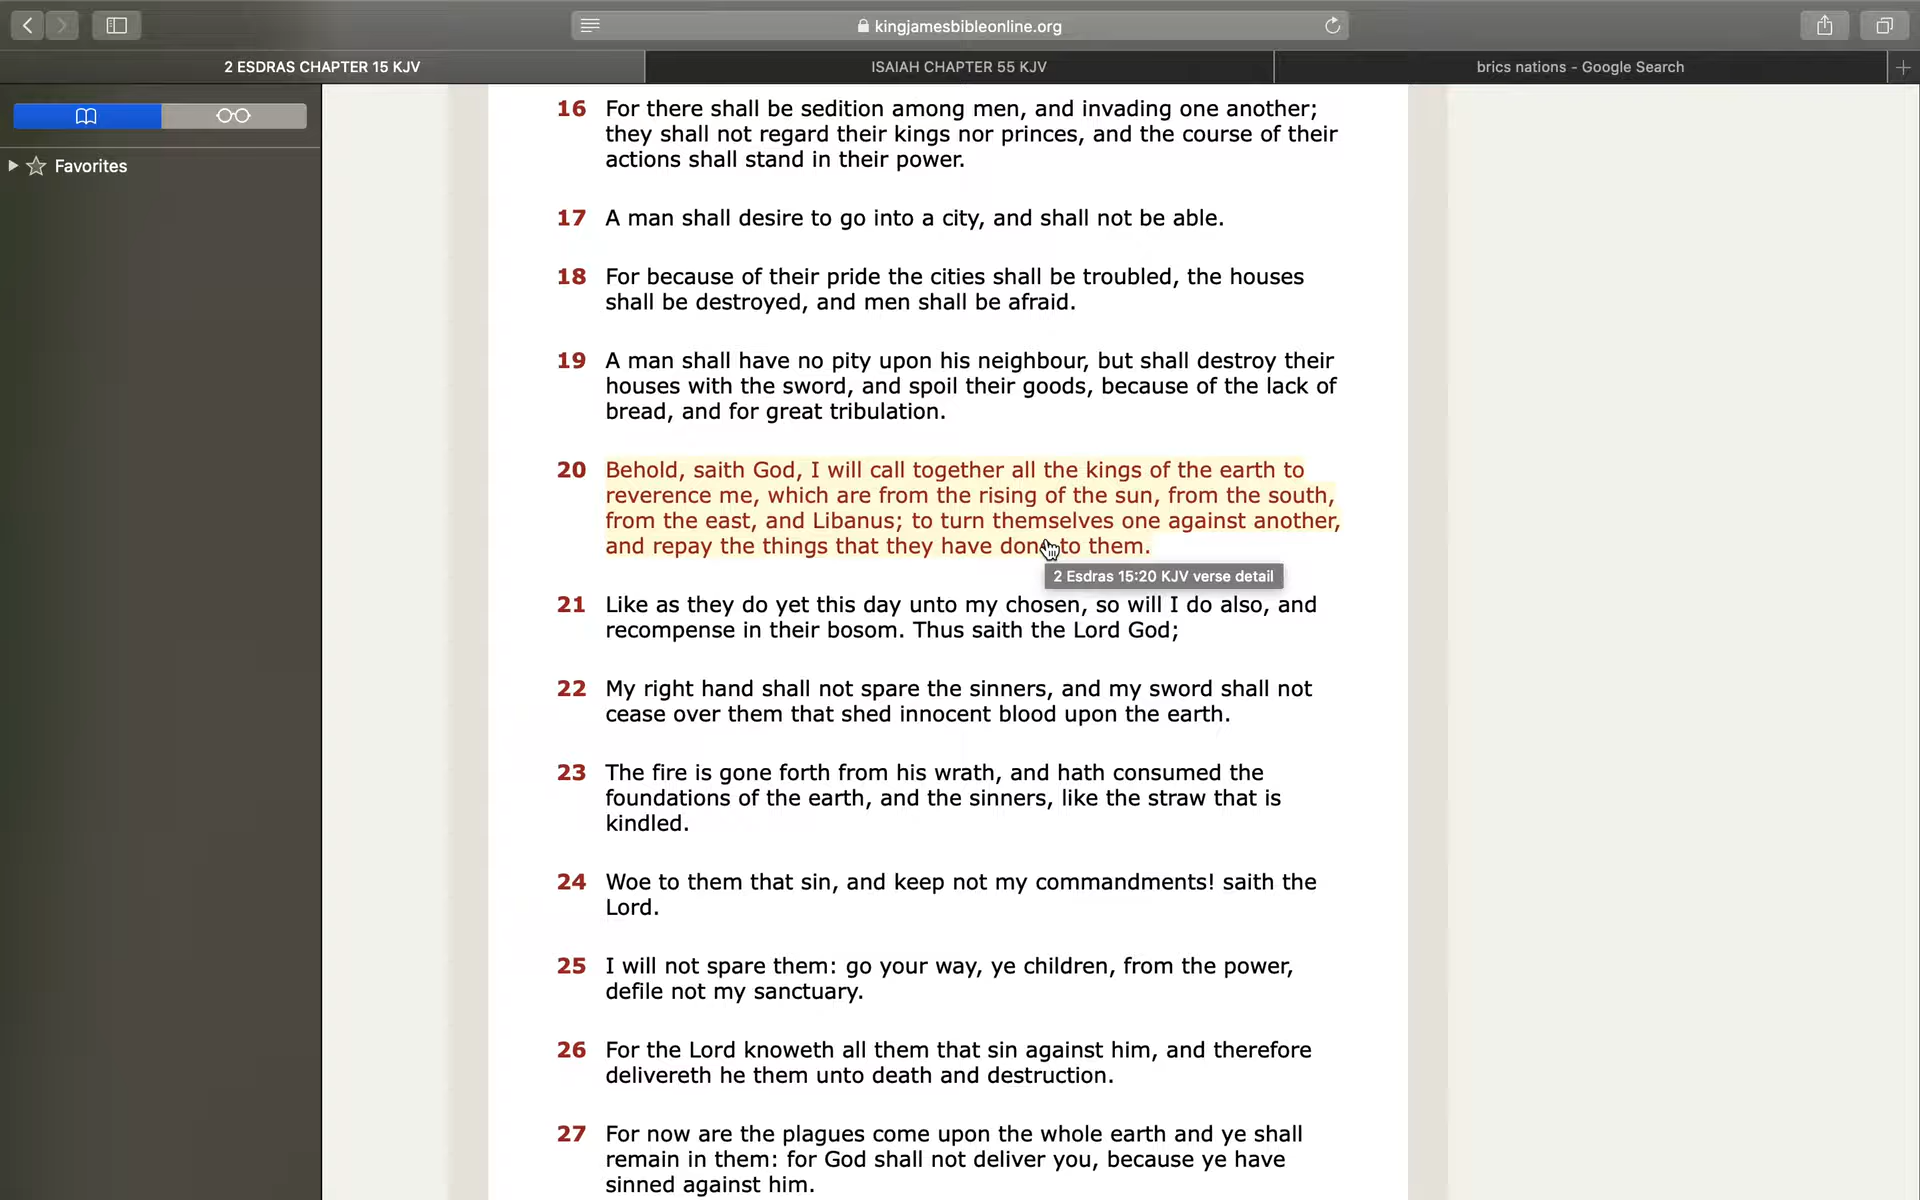 kingjamesbibleonline.org
2 ESDRAS CHAPTER 15 KJV
ISAIAH CHAPTER 55 KJV
brics nations - Google Search
Favorites
16 For there shall be sedition among men, and invading one another;
they shall not regard their kings nor princes, and the course of their
actions shall stand in their power.
17 A man shall desire to go into a city, and shall not be able.
18 For because of their pride the cities shall be troubled, the houses
shall be destroyed, and men shall be afraid.
19 A man shall have no pity upon his neighbour, but shall destroy their
houses with the sword, and spoil their goods, because of the lack of
bread, and for great tribulation.
20 Behold, saith God, I will call together all the kings of the earth to
reverence me, which are from the rising of the sun, from the south,
from the east, and Libanus; to turn themselves one against another,
and repay the things that they have done to them.
2 Esdras 15:20 KJV verse detail
21 Like as they do yet this day unto my chosen, so will I do also, and
recompense in their bosom. Thus saith the Lord God;
22 My right hand shall not spare the sinners, and my sword shall not
cease over them that shed innocent blood upon the earth.
23 The fire is gone forth from his wrath, and hath consumed the
foundations of the earth, and the sinners, like the straw that is
kindled.
24 Woe to them that sin, and keep not my commandments! saith the
Lord.
25 I will not spare them: go your way, ye children, from the power,
defile not my sanctuary.
26 For the Lord knoweth all them that sin against him, and therefore
delivereth he them unto death and destruction.
27 For now are the plagues come upon the whole earth and ye shall
remain in them: for God shall not deliver you, because ye have
sinned against him.